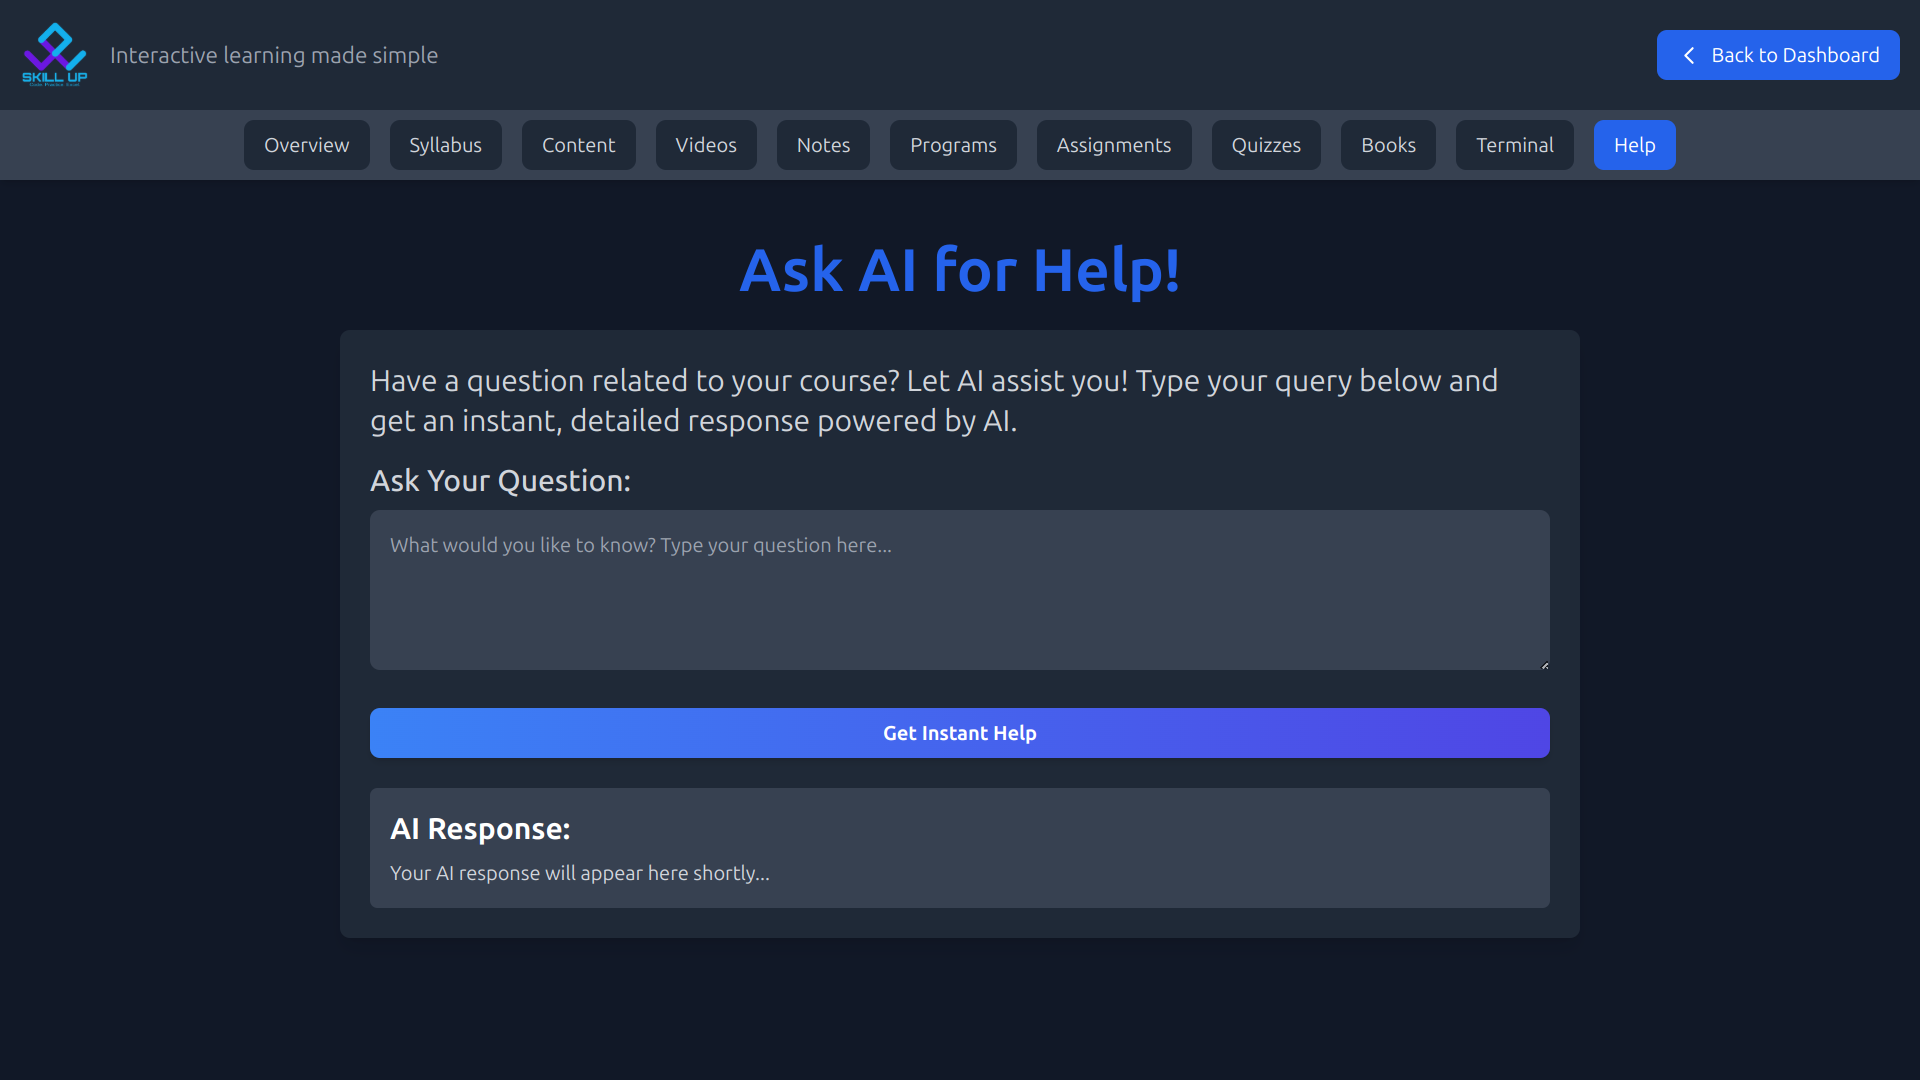 SKILL UP
Interactive learning made simple
Back to Dashboard
Overview
Syllabus
Content
Videos
Notes
Programs
Assignments
Quizzes
Books
Terminal
Help
Ask AI for Help!
Have a question related to your course? Let AI assist you! Type your query below and
get an instant, detailed response powered by AI.
Ask Your Question:
What would you like to know? Type your question here...
Get Instant Help
AI Response:
Your AI response will appear here shortly...